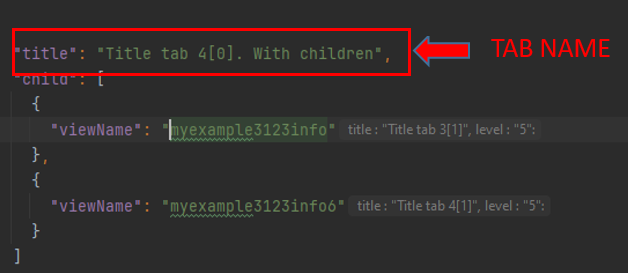 "title": "Title tab 4[0]. With children", TAB NAME
"child": [
{
"viewName": "myexample3123info" title : "Title tab 3[1]", level : "5":
},
{
"viewName": "myexample3123info6" title : "Title tab 4[1]", level : "5":
}
]